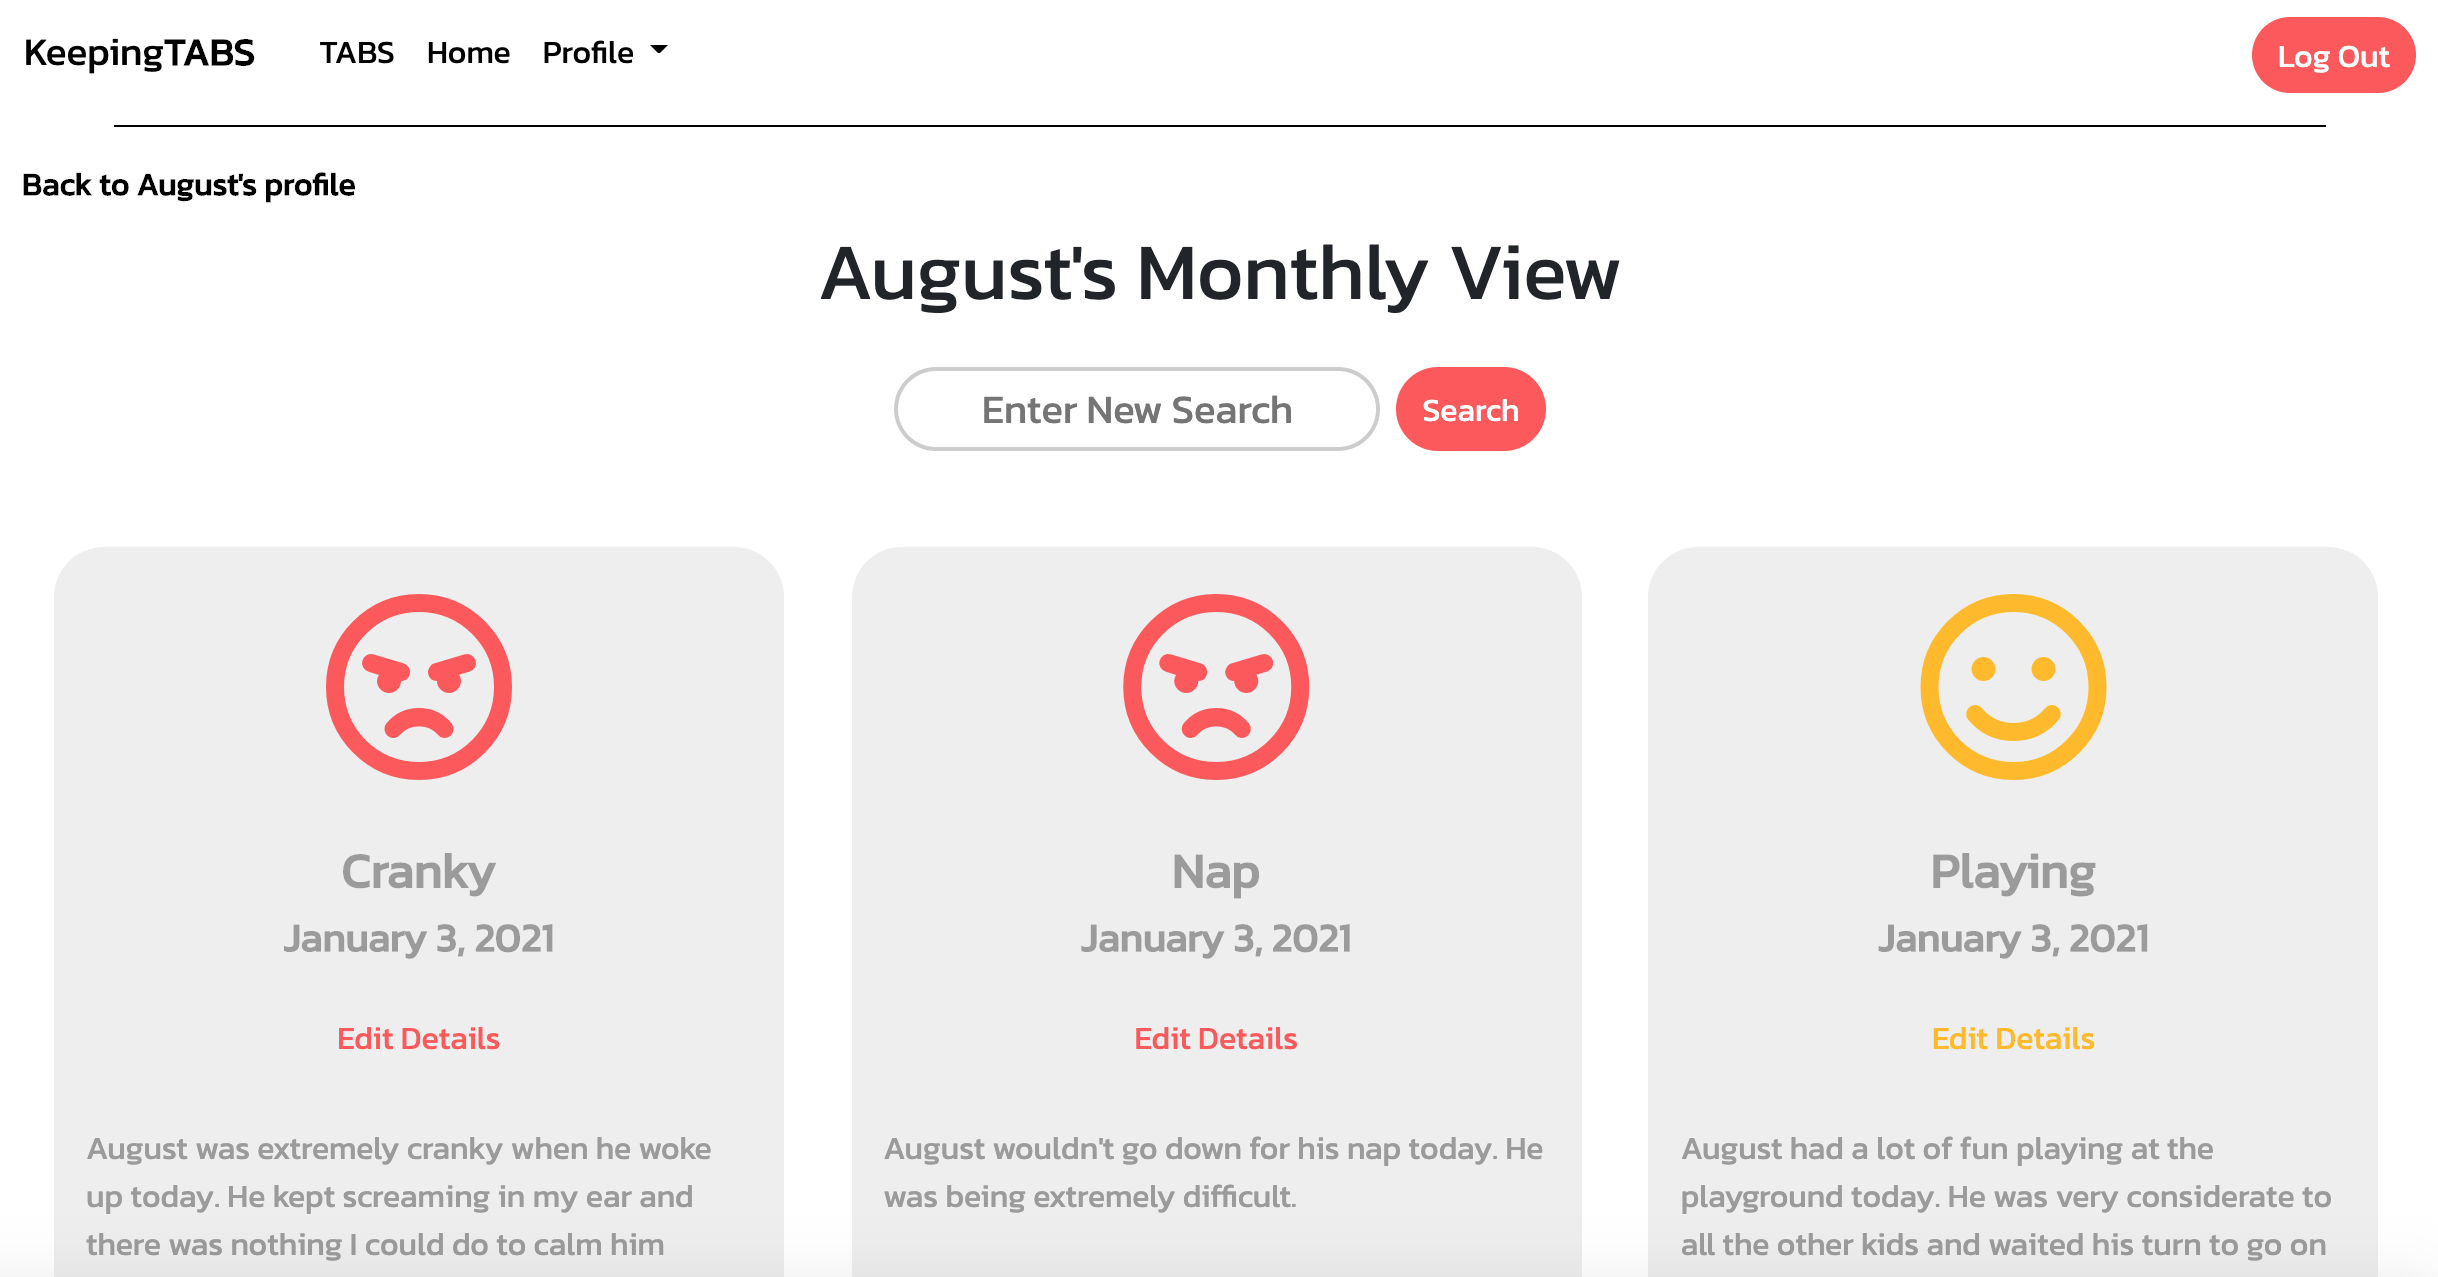 KeepingTABS TABS Home Profile Log Out
Back to August's profile
August's Monthly View
Enter New Search Search
Cranky
January 3, 2021
Edit Details
August was extremely cranky when he woke
up today. He kept screaming in my ear and
there was nothing I could do to calm him
Nap
January 3, 2021
Edit Details
August wouldn't go down for his nap today. He
was being extremely difficult.
Playing
January 3, 2021
Edit Details
August had a lot of fun playing at the
playground today. He was very considerate to
all the other kids and waited his turn to go on